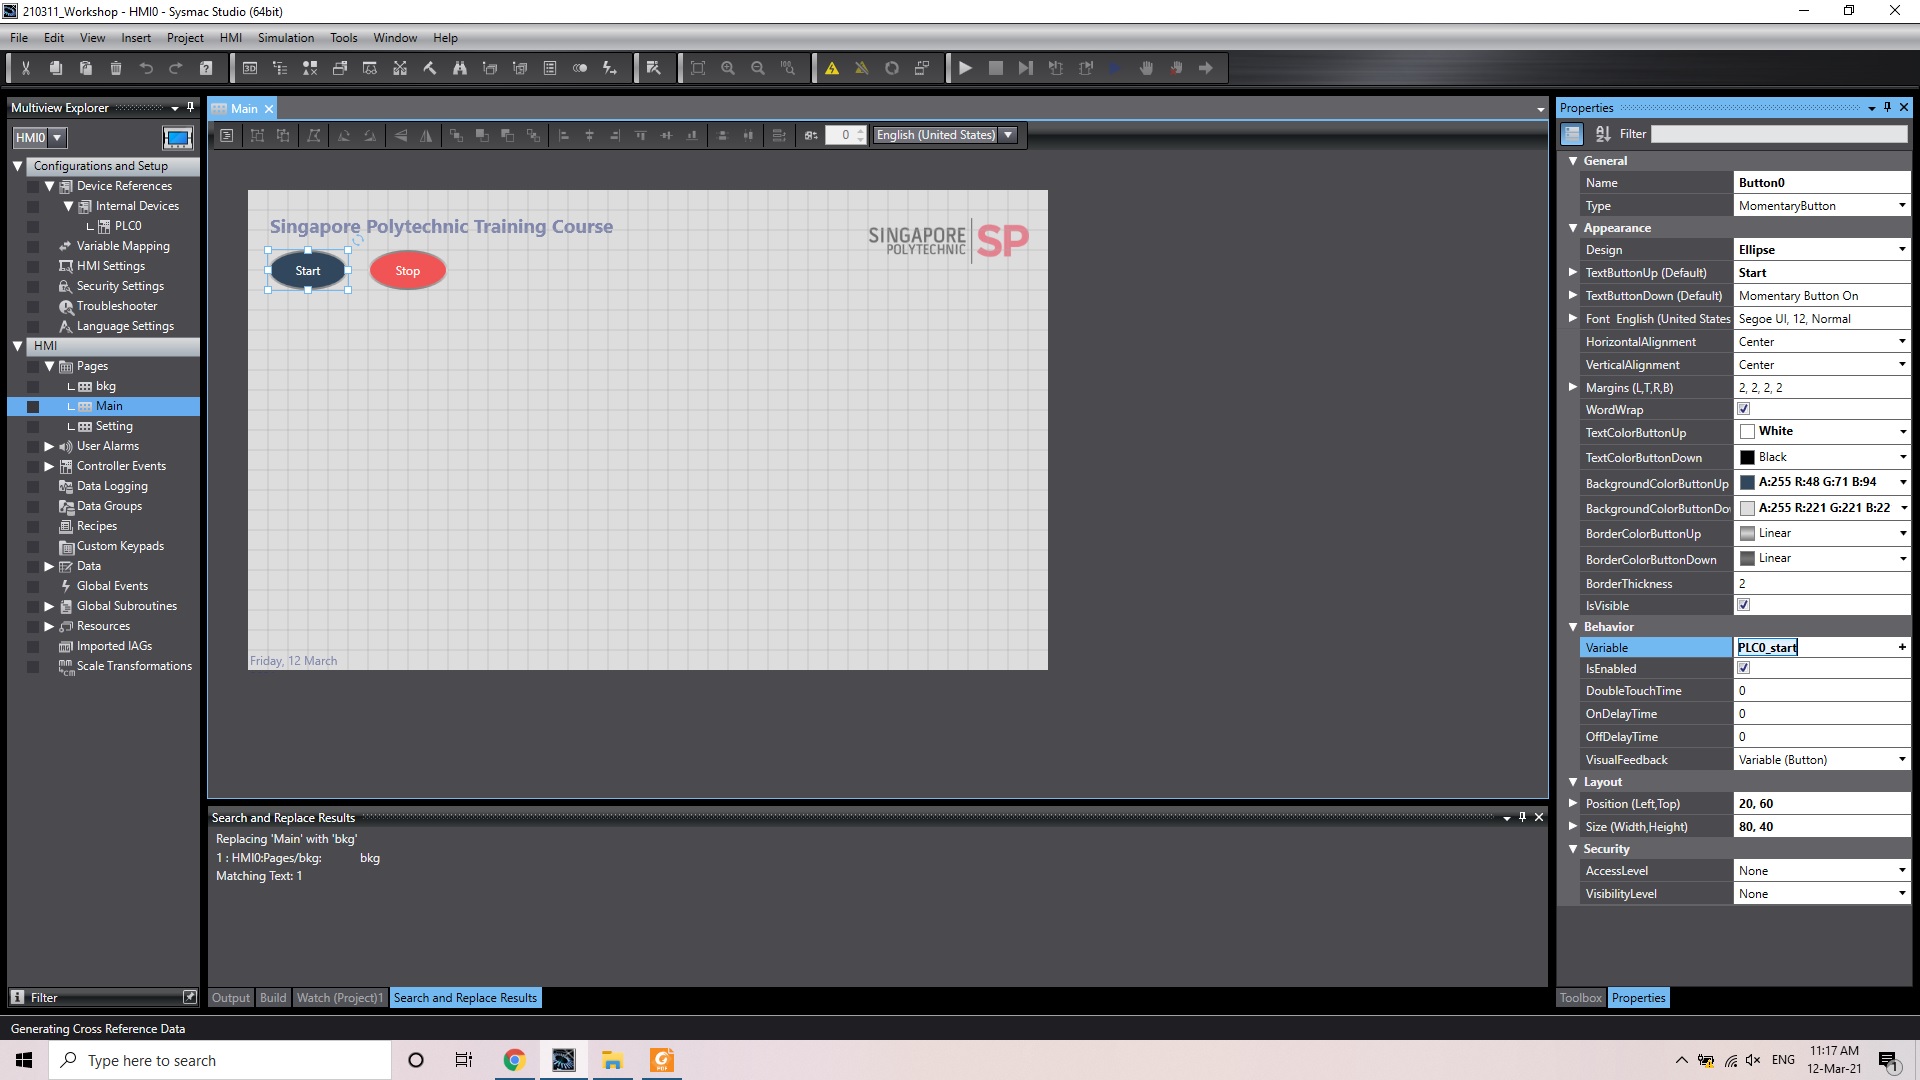 210311_Workshop - HMI0 - Sysmac Studio (64bit)
File Edit View Insert Project HMI Simulation Tools Window Help
Multiview Explorer
HMI0
Configurations and Setup
Device References
Internal Devices
PLC0
Variable Mapping
HMI Settings
Security Settings
Troubleshooter
Language Settings
HMI
Pages
bkg
Main
Setting
User Alarms
Controller Events
Data Logging
Data Groups
Recipes
Custom Keypads
Data
Global Events
Global Subroutines
Resources
Imported IAGs
Scale Transformations
Filter
Main
0 English (United States)
Singapore Polytechnic Training Course
SINGAPORE
POLYTECHNIC
SP
Start Stop
Friday, 12 March
Search and Replace Results
Replacing 'Main' with 'bkg'
1 : HMI0:Pages/bkg: bkg
Matching Text: 1
Output Build Watch (Project)1 Search and Replace Results
Properties
Filter
General
Name Button0
Type MomentaryButton
Appearance
Design Ellipse
TextButtonUp (Default) Start
TextButtonDown (Default) Momentary Button On
Font English (United States Segoe UI, 12, Normal
HorizontalAlignment Center
VerticalAlignment Center
Margins (L,T,R,B) 2, 2, 2, 2
WordWrap
TextColorButtonUp White
TextColorButtonDown Black
BackgroundColorButtonUp A:255 R:48 G:71 B:94
BackgroundColorButtonDo A:255 R:221 G:221 B:22
BorderColorButtonUp Linear
BorderColorButtonDown Linear
BorderThickness 2
IsVisible
Behavior
Variable PLC0_start
IsEnabled
DoubleTouchTime 0
OnDelayTime 0
OffDelayTime 0
VisualFeedback Variable (Button)
Layout
Position (Left,Top) 20, 60
Size (Width,Height) 80, 40
Security
AccessLevel None
VisibilityLevel None
Toolbox Properties
Generating Cross Reference Data
Type here to search
ENG
11:17 AM
12-Mar-21
1